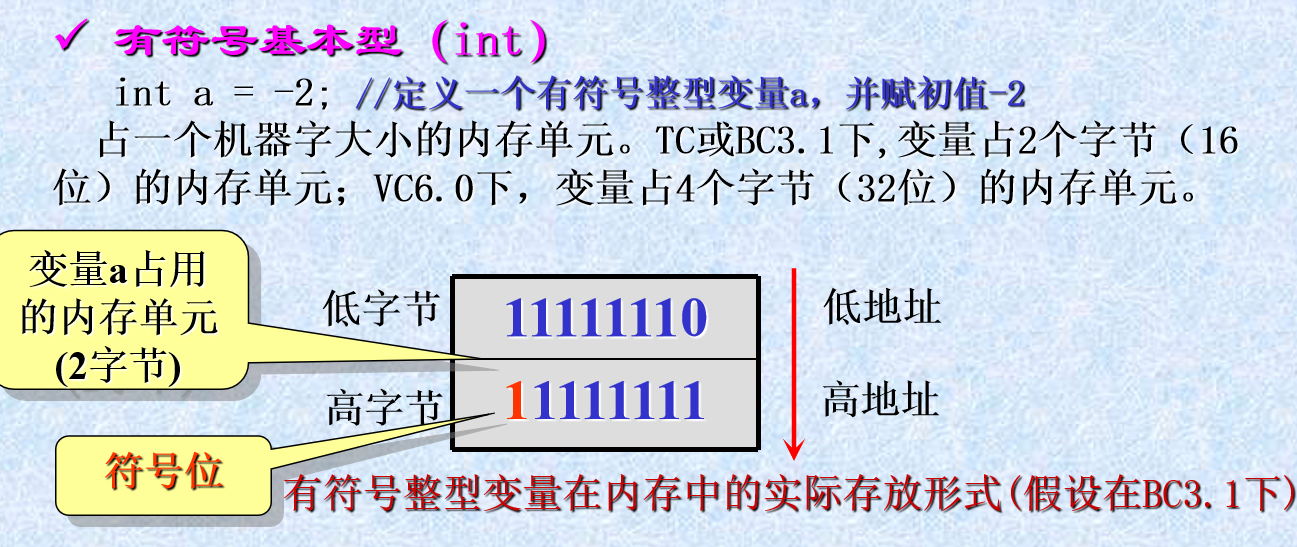 ✓ 有符号基本型 (int)
int a = -2; //定义一个有符号整型变量a，并赋初值-2
占一个机器字大小的内存单元。TC或BC3.1下,变量占2个字节（16
位）的内存单元；VC6.0下，变量占4个字节（32位）的内存单元。
变量a占用
的内存单元
(2字节)
低字节
11111110
低地址
高字节
11111111
高地址
符号位
有符号整型变量在内存中的实际存放形式(假设在BC3.1下)